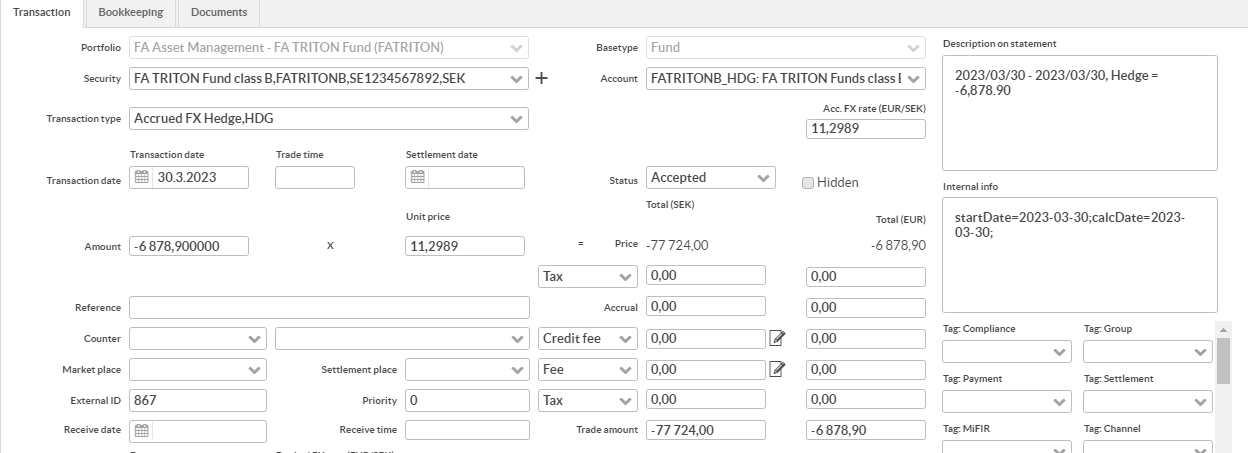 Transaction Bookkeeping Documents
Portfolio FA Asset Management - FA TRITON Fund (FATRITON) Basetype Fund Description on statement
Security FA TRITON Fund class B,FATRITONB,SE1234567892,SEK + Account FATRITONB_HDG: FA TRITON Funds class
2023/03/30 - 2023/03/30, Hedge =
-6,878.90
Acc. FX rate (EUR/SEK)
Transaction type Accrued FX Hedge,HDG 11,2989
Transaction date Trade time Settlement date
Transaction date 30.3.2023 Status Accepted Hidden
Internal info
Total (SEK)
Unit price Total (EUR)
startDate=2023-03-30;calcDate=2023-
03-30;
Amount -6 878,900000 X 11,2989 = Price -77 724,00 -6 878,90
Tax 0,00 0,00
Reference Accrual 0,00 0,00
Tag: Compliance Tag: Group
Counter Credit fee 0,00 0,00
Market place Settlement place Fee 0,00 0,00
Tag: Payment Tag: Settlement
External ID 867 Priority 0 Tax 0,00 0,00
Receive date Receive time Trade amount -77 724,00 -6 878,90
Tag: MiFIR Tag: Channel